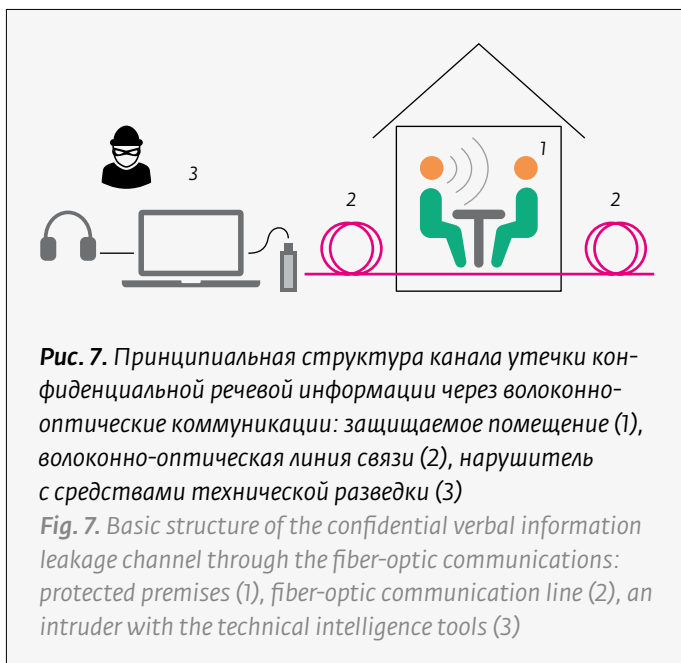 1
3
2
2
Рис. 7. Принципиальная структура канала утечки кон-
фиденциальной речевой информации через волоконно-
оптические коммуникации: защищаемое помещение (1),
волоконно-оптическая линия связи (2), нарушитель
с средствами технической разведки (3)
Fig. 7. Basic structure of the confidential verbal information
leakage channel through the fiber-optic communications:
protected premises (1), fiber-optic communication line (2), an
intruder with the technical intelligence tools (3)